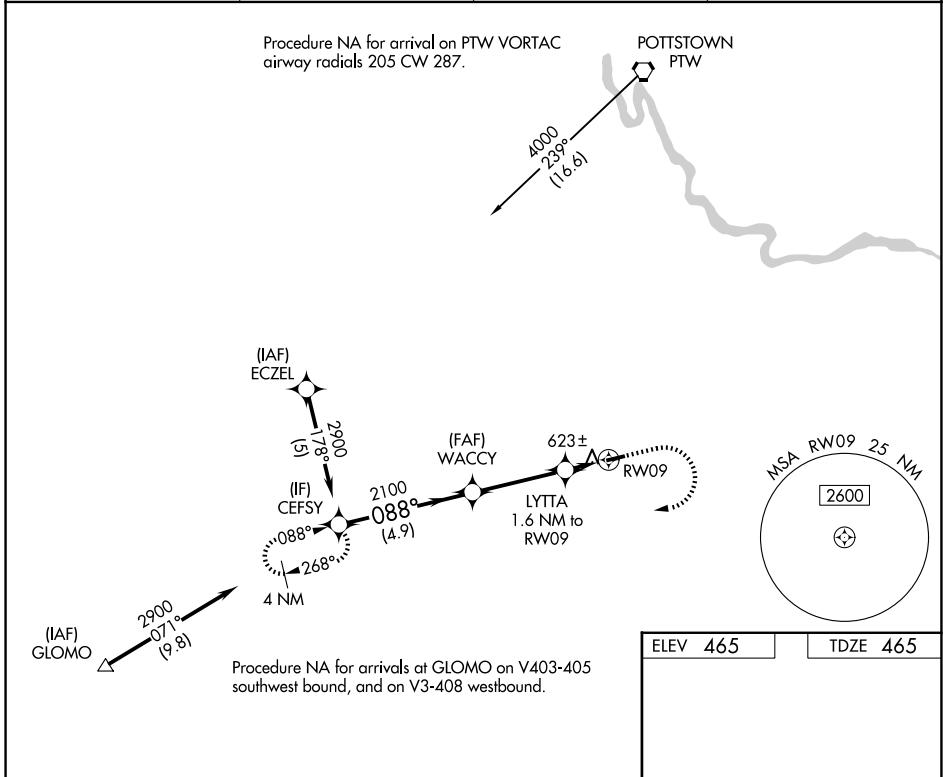 Procedure NA for arrival on PTW VORTAC
airway radials 205 CW 287.
POTTSTOWN
PTW
4000
239°
(16.6)
(IAF)
ECZEL
2900
178°
(5)
(IF)
CEFSY
2100
088°
(4.9)
(FAF)
WACCY
623±
RW09
LYTTA
1.6 NM to
RW09
088°
268°
4 NM
2900
071°
(9.8)
(IAF)
GLOMO
MSA RW09 25 NM
2600
Procedure NA for arrivals at GLOMO on V403-405
southwest bound, and on V3-408 westbound.
ELEV 465
TDZE 465